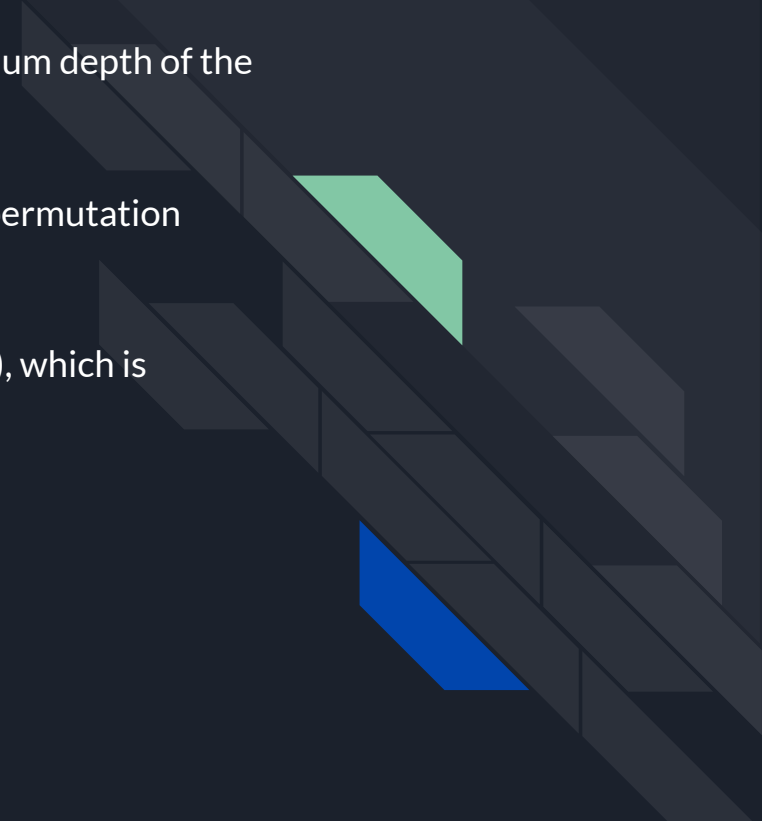 um depth of the
ermutation
), which is